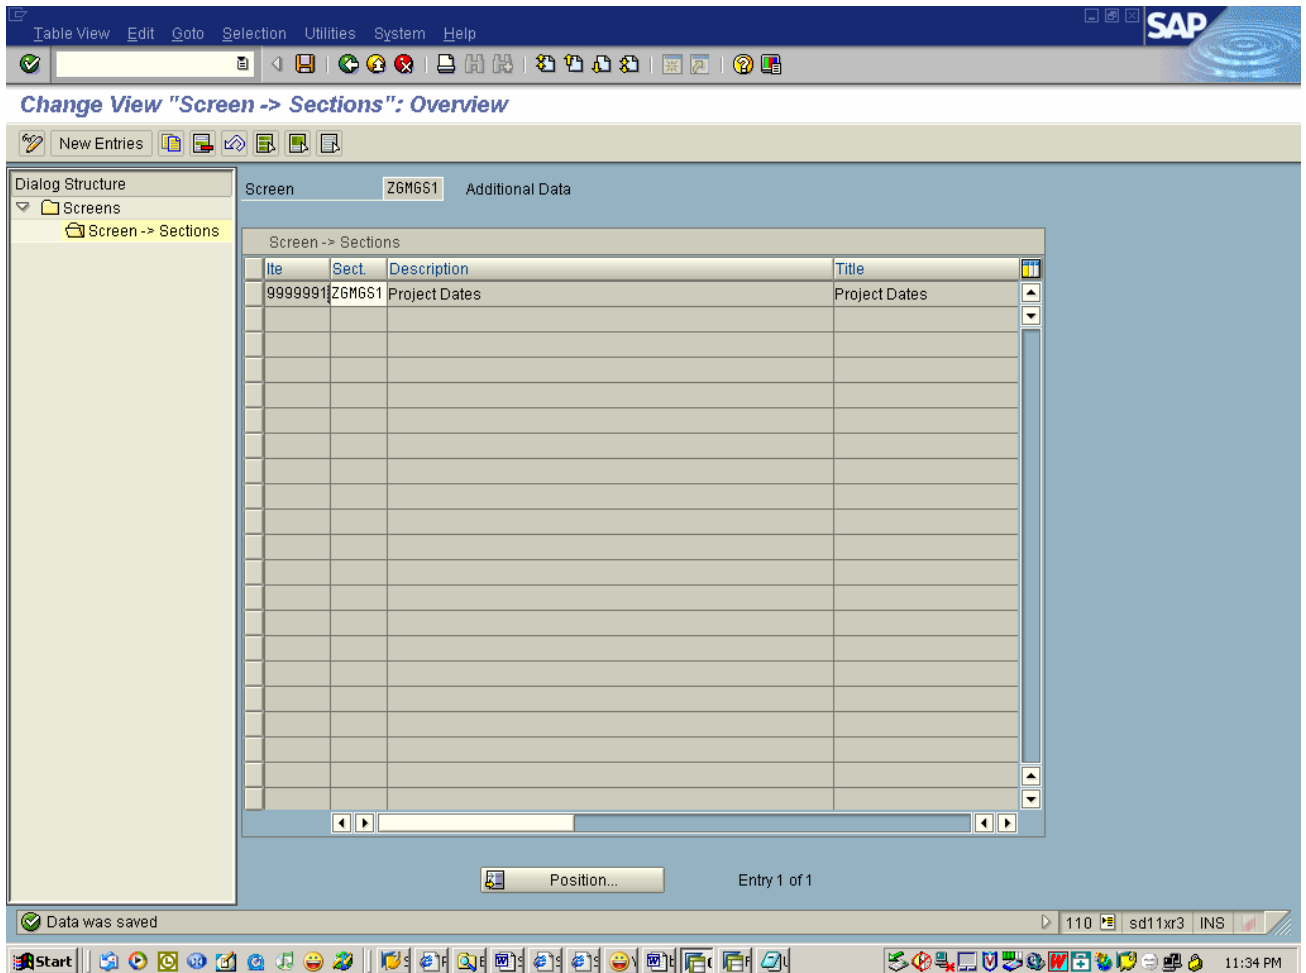 Table View Edit Goto Selection Utilities System Help
SAP
Change View "Screen -> Sections": Overview
New Entries
Dialog Structure
Screens
Screen -> Sections
Screen ZGMGS1 Additional Data
Screen -> Sections
Ite Sect. Description Title
9999991 ZGMGS1 Project Dates Project Dates
Position... Entry 1 of 1
Data was saved
110 sd11xr3 INS
Start
11:34 PM